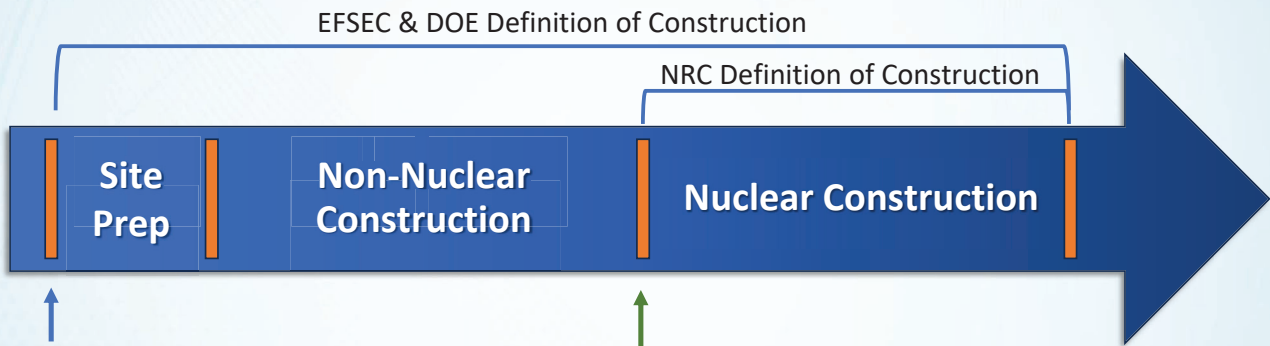 EFSEC & DOE Definition of Construction
NRC Definition of Construction
Site
Prep
Non-Nuclear
Construction
Nuclear Construction